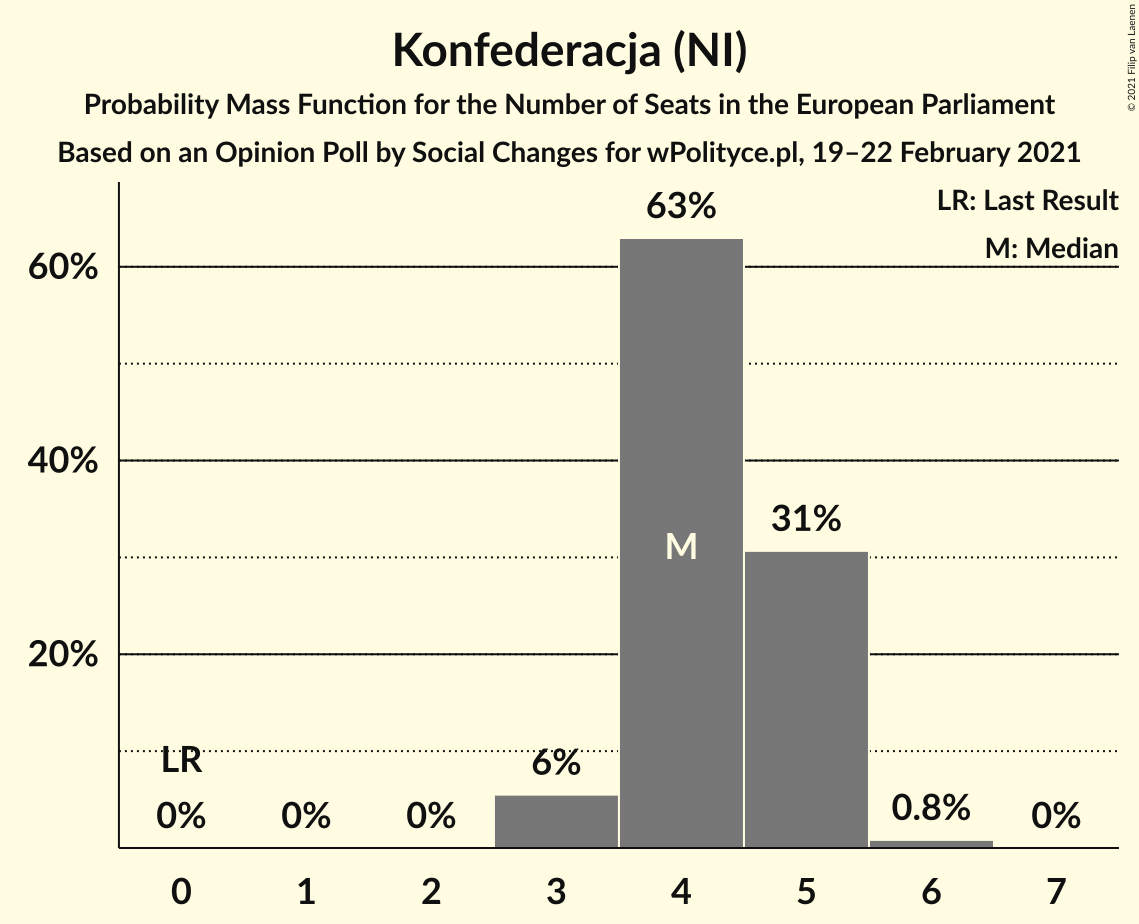 Konfederacja (NI)
Probability Mass Function for the Number of Seats in the European Parliament
Based on an Opinion Poll by Social Changes for wPolityce.pl, 19–22 February 2021
© 2021 Filip van Laenen
LR: Last Result
M: Median
63%
60%
40%
31%
M
20%
LR
6%
0% 0% 0% 0.8% 0%
0 1 2 3 4 5 6 7